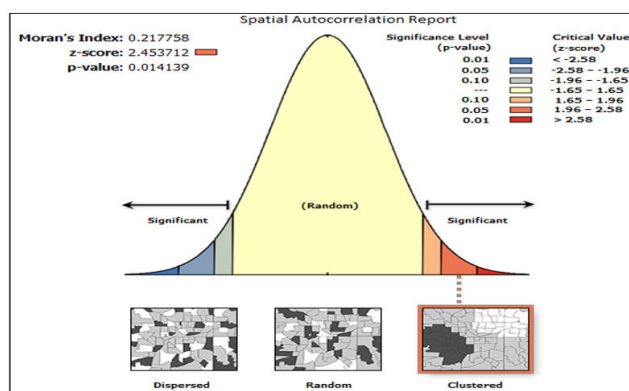 Spatial Autocorrelation Report
Moran's Index: 0.217758
z-score: 2.453712
p-value: 0.014139
Significance Level
(p-value)
Critical Value
(z-score)
0.01 < -2.58
0.05 -2.58 – -1.96
0.10 -1.96 – -1.65
--- -1.65 – 1.65
0.10 1.65 – 1.96
0.05 1.96 – 2.58
0.01 > 2.58
Significant
(Random)
Significant
Dispersed
Random
Clustered